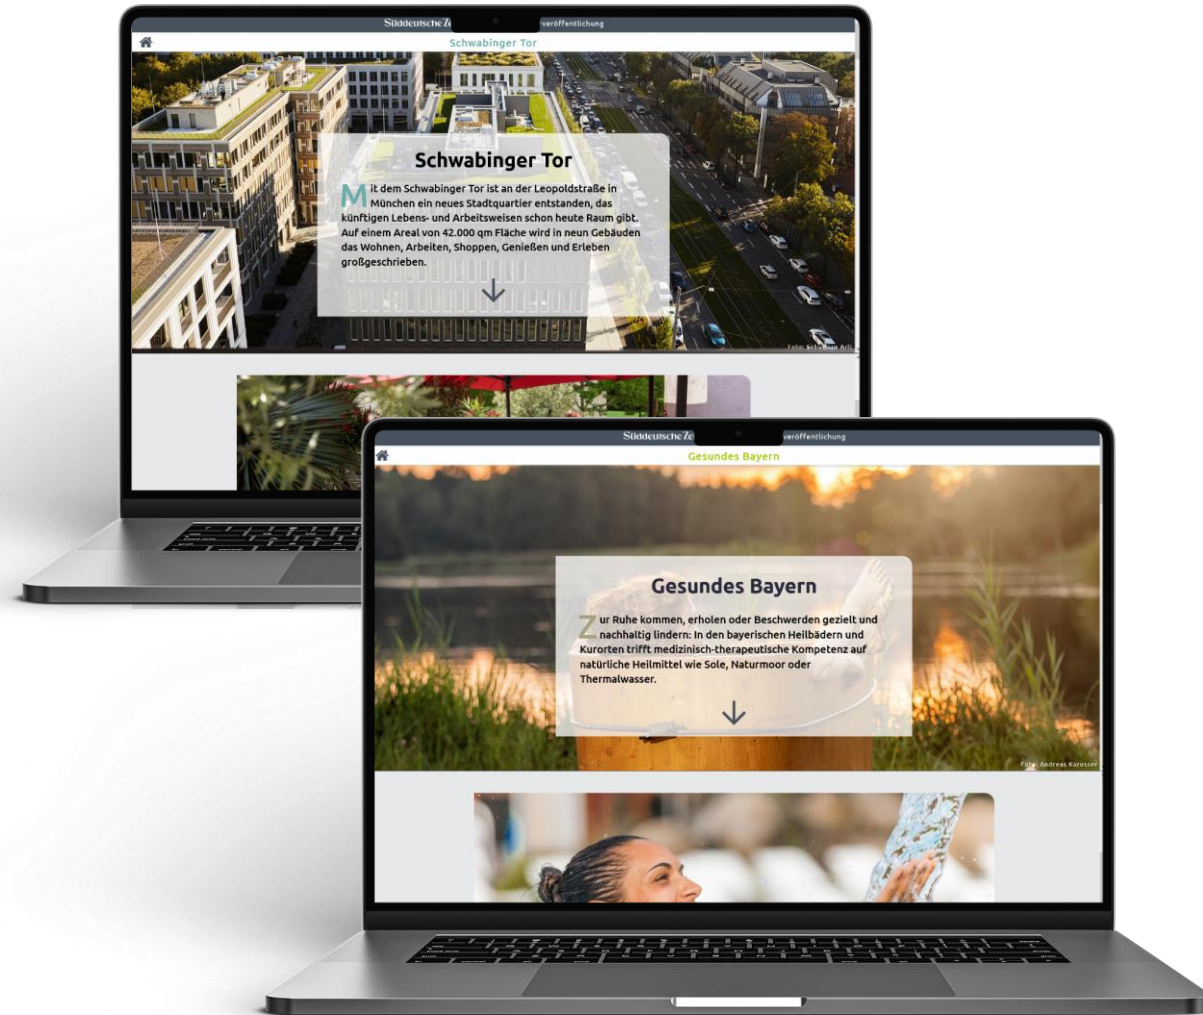 Süddeutsche Ze
veröffentlichung
Schwabinger Tor
Schwabinger Tor
Mit dem Schwabinger Tor ist an der Leopoldstraße in
München ein neues Stadtquartier entstanden, das
künftigen Lebens- und Arbeitsweisen schon heute Raum gibt.
Auf einem Areal von 42.000 qm Fläche wird in neun Gebäuden
das Wohnen, Arbeiten, Shoppen, Genießen und Erleben
großgeschrieben.
Foto: Sebastian Arlt
Süddeutsche Ze
veröffentlichung
Gesundes Bayern
Gesundes Bayern
Zur Ruhe kommen, erholen oder Beschwerden gezielt und
nachhaltig lindern: In den bayerischen Heilbädern und
Kurorten trifft medizinisch-therapeutische Kompetenz auf
natürliche Heilmittel wie Sole, Naturmoor oder
Thermalwasser.
Foto: Andreas Karosser